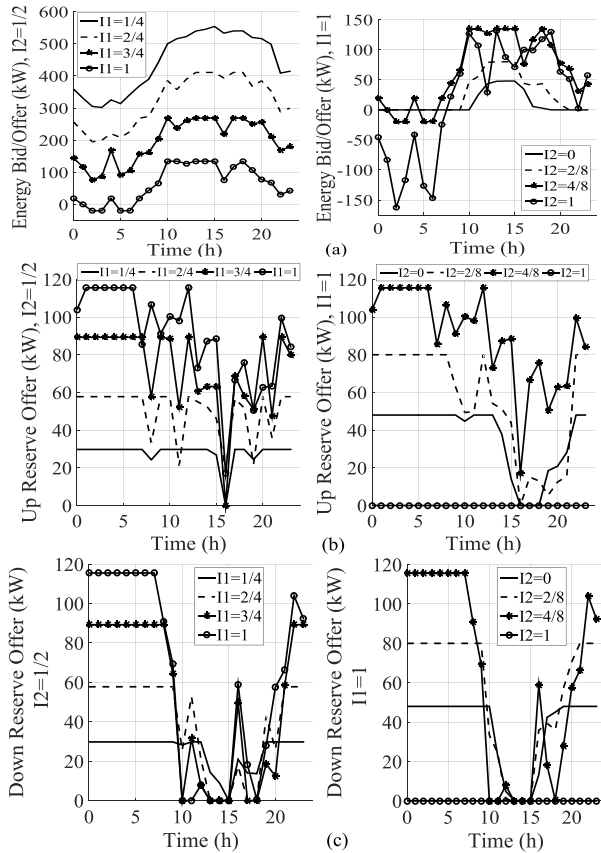 Energy Bid/Offer (kW), I2=1/2
600
500
400
300
200
100
0
I1=1/4
I1=2/4
I1=3/4
I1=1
0 5 10 15 20
Time (h)
Energy Bid/Offer (kW), I1=1
150
100
50
0
-50
-100
-150
I2=0
I2=2/8
I2=4/8
I2=1
0 5 10 15 20
Time (h)
(a)
Up Reserve Offer (kW), I2=1/2
I1=1/4 I1=2/4 I1=3/4 I1=1
120
100
80
60
40
20
0
0 5 10 15 20
Time (h)
Up Reserve Offer (kW), I1=1
I2=0 I2=2/8 I2=4/8 I2=1
120
100
80
60
40
20
0
0 5 10 15 20
Time (h)
(b)
Down Reserve Offer (kW)
I2=1/2
120
100
80
60
40
20
0
I1=1/4
I1=2/4
I1=3/4
I1=1
0 5 10 15 20
Time (h)
Down Reserve Offer (kW)
I1=1
120
100
80
60
40
20
0
I2=0
I2=2/8
I2=4/8
I2=1
0 5 10 15 20
Time (h)
(c)